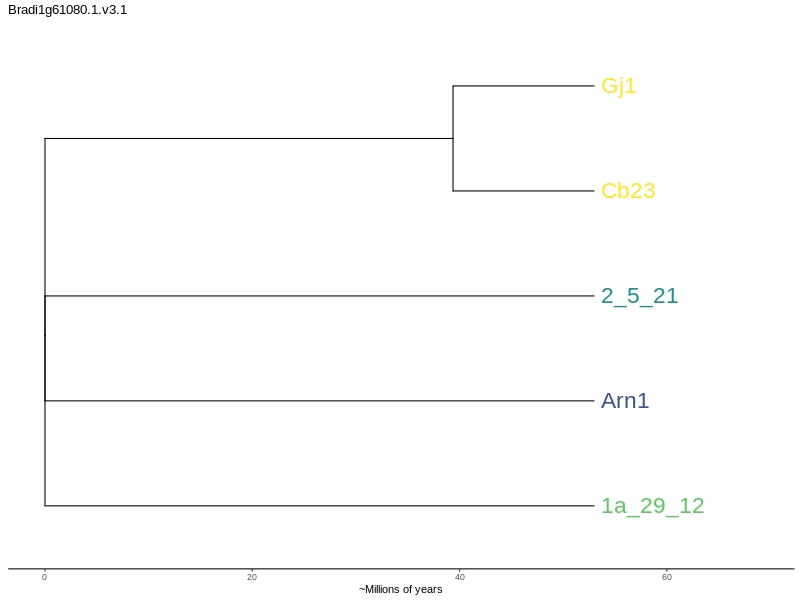 Bradi1g61080.1.v3.1
Gj1
Cb23
2_5_21
Arn1
1a_29_12
0 20 40 60
~Millions of years